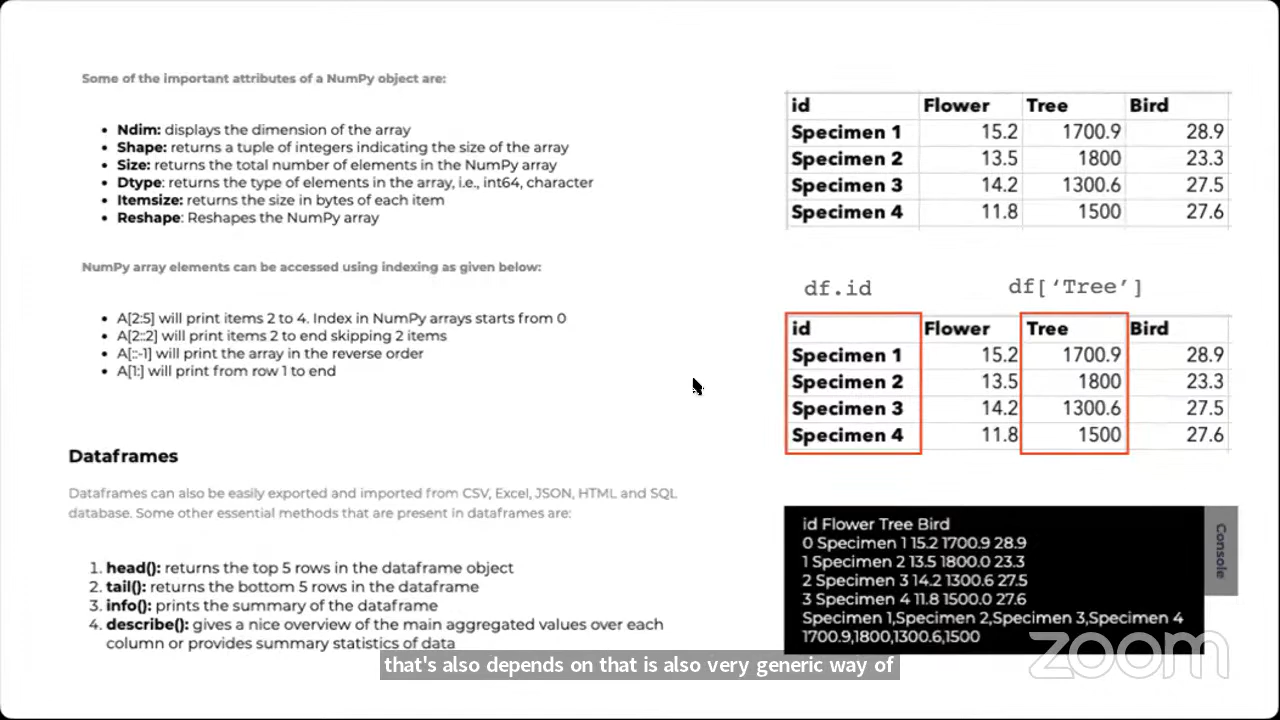 Some of the important attributes of a NumPy object are:
• Ndim: displays the dimension of the array
• Shape: returns a tuple of integers indicating the size of the array
• Size: returns the total number of elements in the NumPy array
• Dtype: returns the type of elements in the array, i.e., int64, character
• Itemsize: returns the size in bytes of each item
• Reshape: Reshapes the NumPy array
NumPy array elements can be accessed using indexing as given below:
• A[2:5] will print items 2 to 4. Index in NumPy arrays starts from 0
• A[2::2] will print items 2 to end skipping 2 items
• A[::-1] will print the array in the reverse order
• A[1:] will print from row 1 to end
Dataframes
Dataframes can also be easily exported and imported from CSV, Excel, JSON, HTML and SQL
database. Some other essential methods that are present in dataframes are:
1. head(): returns the top 5 rows in the dataframe object
2. tail(): returns the bottom 5 rows in the dataframe
3. info(): prints the summary of the dataframe
4. describe(): gives a nice overview of the main aggregated values over each
column or provides summary statistics of data
id Flower Tree Bird
Specimen 1 15.2 1700.9 28.9
Specimen 2 13.5 1800 23.3
Specimen 3 14.2 1300.6 27.5
Specimen 4 11.8 1500 27.6
df.id df[‘Tree’]
id Flower Tree Bird
Specimen 1 15.2 1700.9 28.9
Specimen 2 13.5 1800 23.3
Specimen 3 14.2 1300.6 27.5
Specimen 4 11.8 1500 27.6
id Flower Tree Bird
0 Specimen 1 15.2 1700.9 28.9
1 Specimen 2 13.5 1800.0 23.3
2 Specimen 3 14.2 1300.6 27.5
3 Specimen 4 11.8 1500.0 27.6
Specimen 1,Specimen 2,Specimen 3,Specimen 4
1700.9,1800,1300.6,1500
Console
zoom
that's also depends on that is also very generic way of